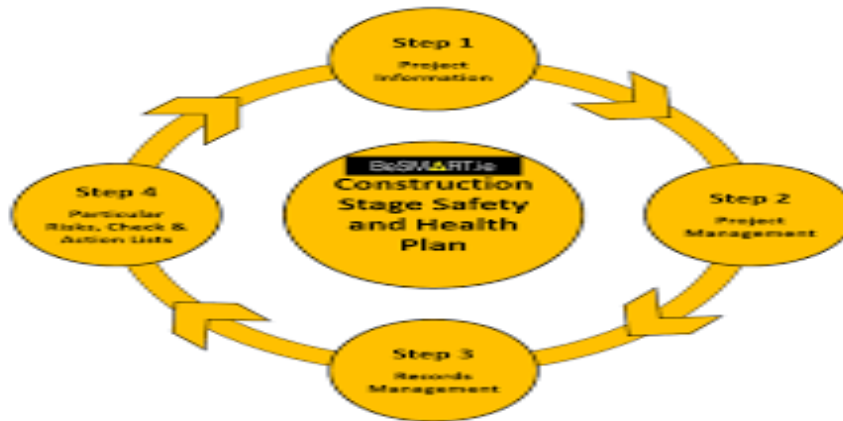 Step 1
Project
Information
Step 2
Project
Management
Step 3
Records
Management
Step 4
Particular
Risks, Check &
Action Lists
BeSMART.ie
Construction
Stage Safety
and Health
Plan